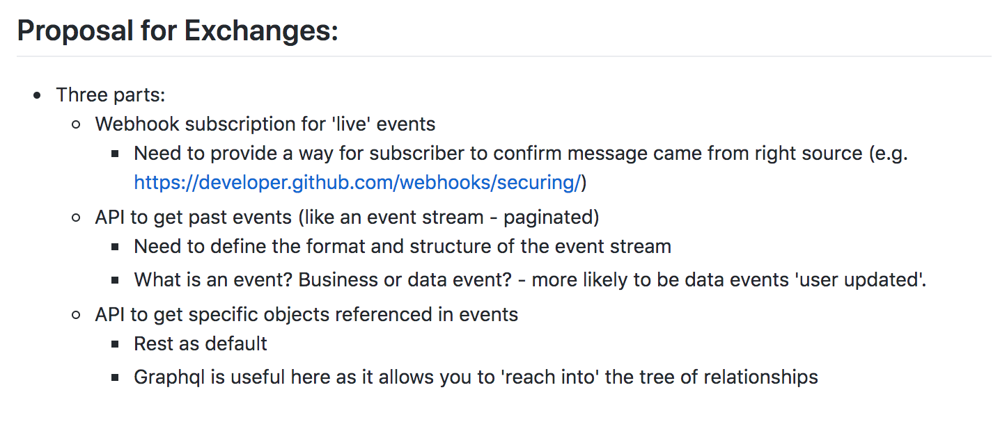 Proposal for Exchanges:
Three parts:
Webhook subscription for 'live' events
Need to provide a way for subscriber to confirm message came from right source (e.g.
https://developer.github.com/webhooks/securing/)
API to get past events (like an event stream - paginated)
Need to define the format and structure of the event stream
What is an event? Business or data event? - more likely to be data events 'user updated'.
API to get specific objects referenced in events
Rest as default
Graphql is useful here as it allows you to 'reach into' the tree of relationships